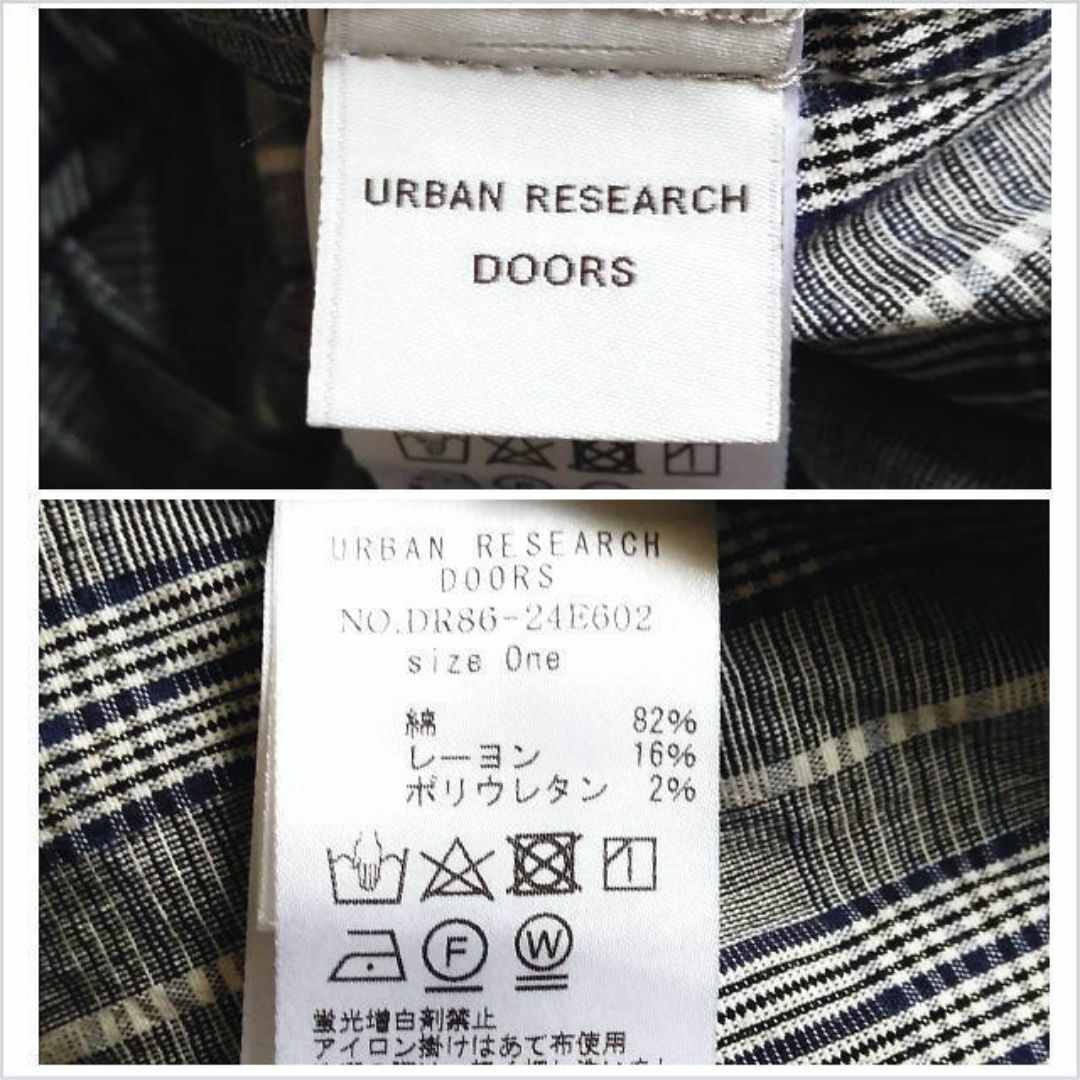 URBAN RESEARCH
DOORS
URBAN RESEARCH
DOORS
NO.DR86-24E602
size One
綿 82%
レーヨン 16%
ポリウレタン 2%
F W
蛍光増白剤禁止
アイロン掛けはあて布使用